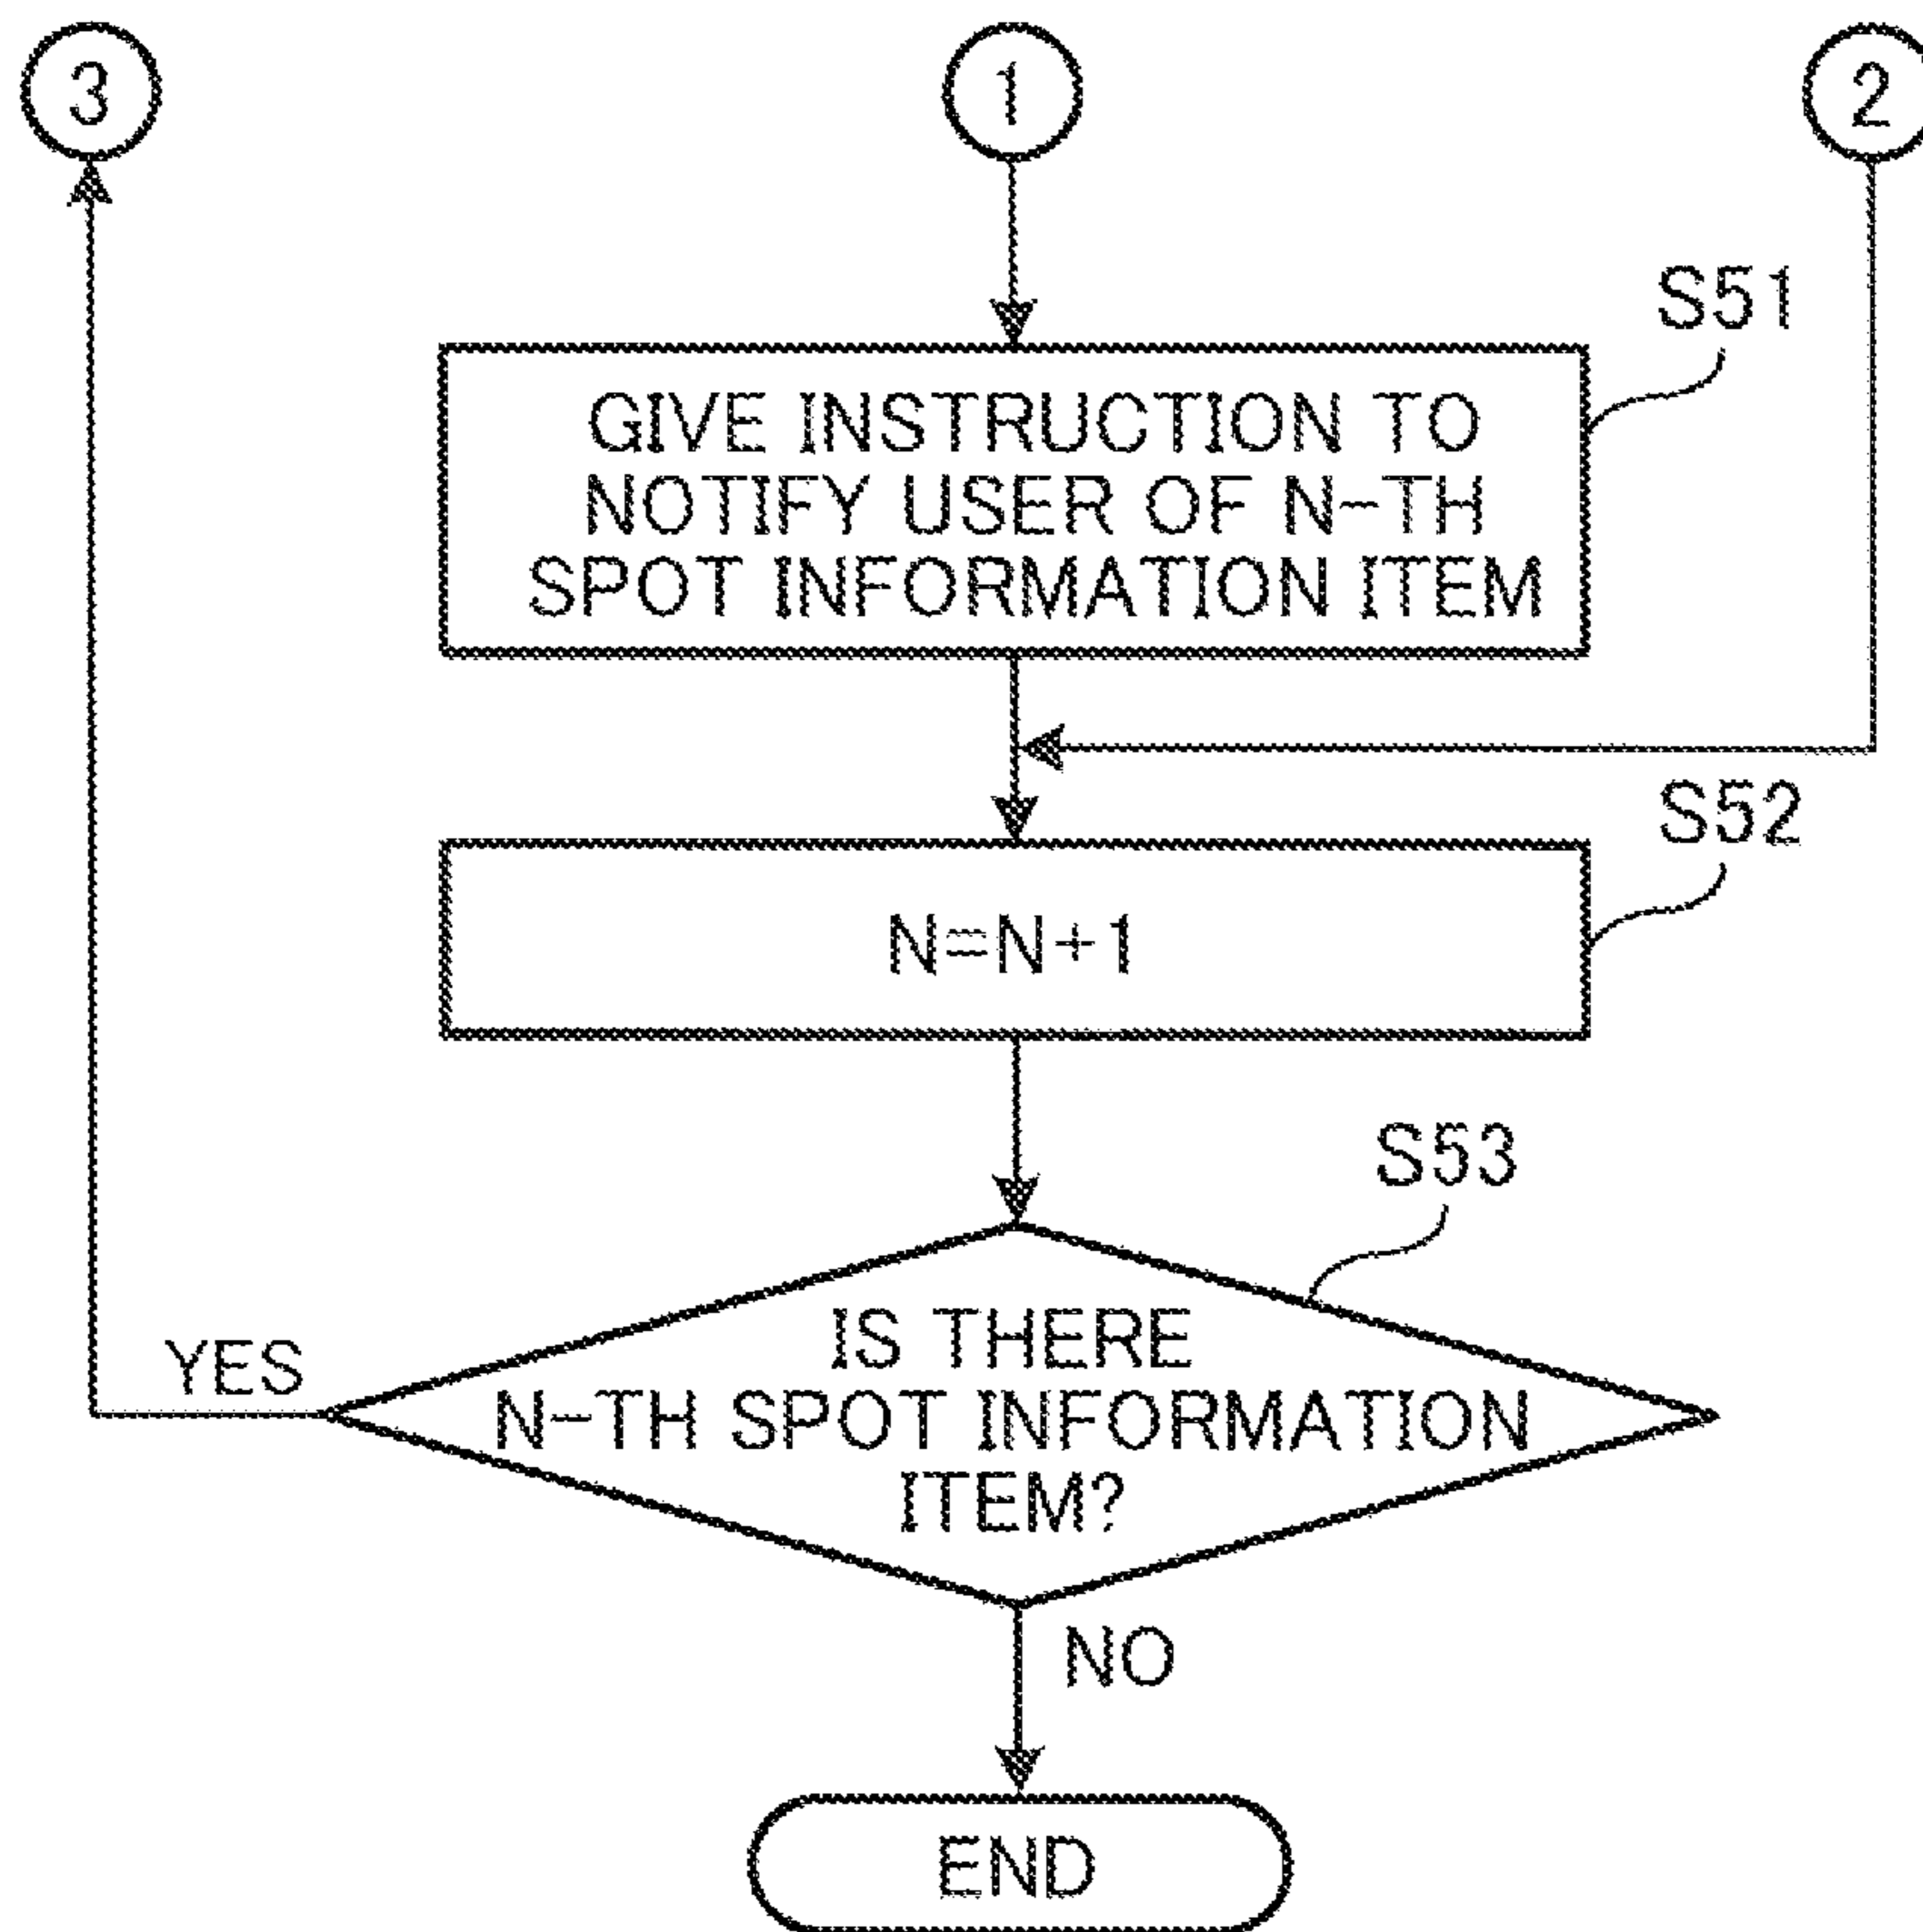 3
1
2
S51
GIVE INSTRUCTION TO
NOTIFY USER OF N-TH
SPOT INFORMATION ITEM
S52
N=N+1
S53
IS THERE
N-TH SPOT INFORMATION
ITEM?
YES
NO
END